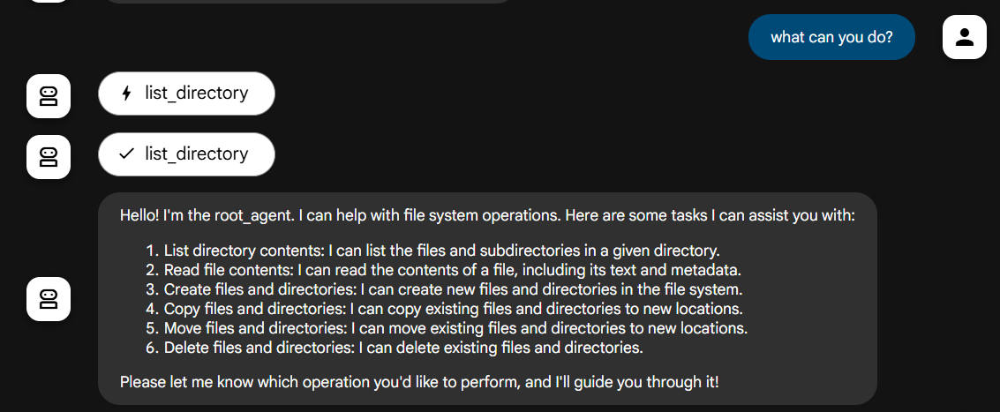 what can you do?
list_directory
list_directory
Hello! I'm the root_agent. I can help with file system operations. Here are some tasks I can assist you with:
1. List directory contents: I can list the files and subdirectories in a given directory.
2. Read file contents: I can read the contents of a file, including its text and metadata.
3. Create files and directories: I can create new files and directories in the file system.
4. Copy files and directories: I can copy existing files and directories to new locations.
5. Move files and directories: I can move existing files and directories to new locations.
6. Delete files and directories: I can delete existing files and directories.
Please let me know which operation you'd like to perform, and I'll guide you through it!